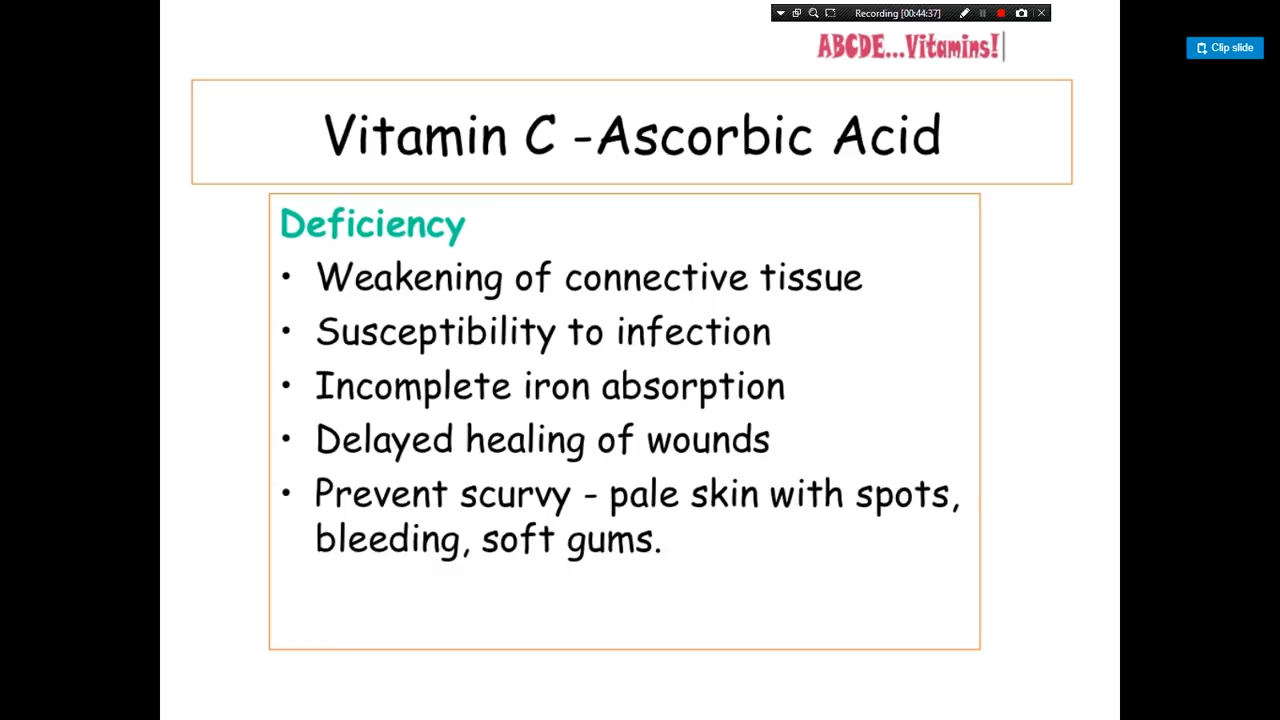 Recording [00:44:37]
ABCDE...Vitamins!
Clip slide
Vitamin C -Ascorbic Acid
Deficiency
• Weakening of connective tissue
• Susceptibility to infection
• Incomplete iron absorption
• Delayed healing of wounds
• Prevent scurvy - pale skin with spots,
bleeding, soft gums.